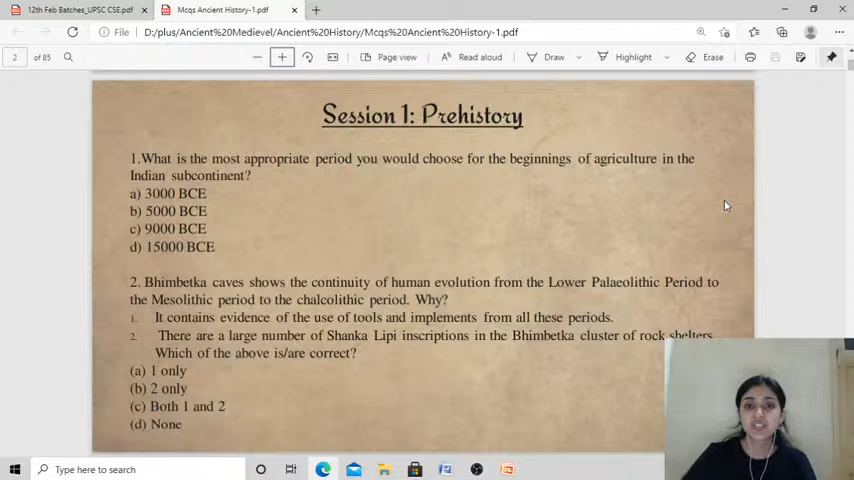 12th Feb Batches_UPSC CSE.pdf
Mcqs Ancient History-1.pdf
File
D:/plus/Ancient%20Medievel/Ancient%20History/Mcqs%20Ancient%20History-1.pdf
2 of 85
Page view
Read aloud
Draw
Highlight
Erase
Session 1: Prehistory
1.What is the most appropriate period you would choose for the beginnings of agriculture in the
Indian subcontinent?
a) 3000 BCE
b) 5000 BCE
c) 9000 BCE
d) 15000 BCE
2. Bhimbetka caves shows the continuity of human evolution from the Lower Palaeolithic Period to
the Mesolithic period to the chalcolithic period. Why?
1. It contains evidence of the use of tools and implements from all these periods.
2. There are a large number of Shanka Lipi inscriptions in the Bhimbetka cluster of rock shelters
Which of the above is/are correct?
(a) 1 only
(b) 2 only
(c) Both 1 and 2
(d) None
Type here to search